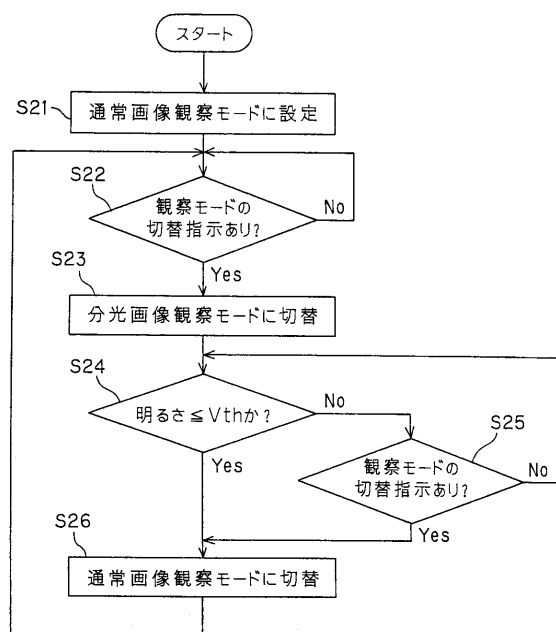 スタート
S21
通常画像観察モードに設定
S22
観察モードの
切替指示あり?
No
Yes
S23
分光画像観察モードに切替
S24
明るさ≦Vthか?
No
Yes
S25
観察モードの
切替指示あり?
No
Yes
S26
通常画像観察モードに切替